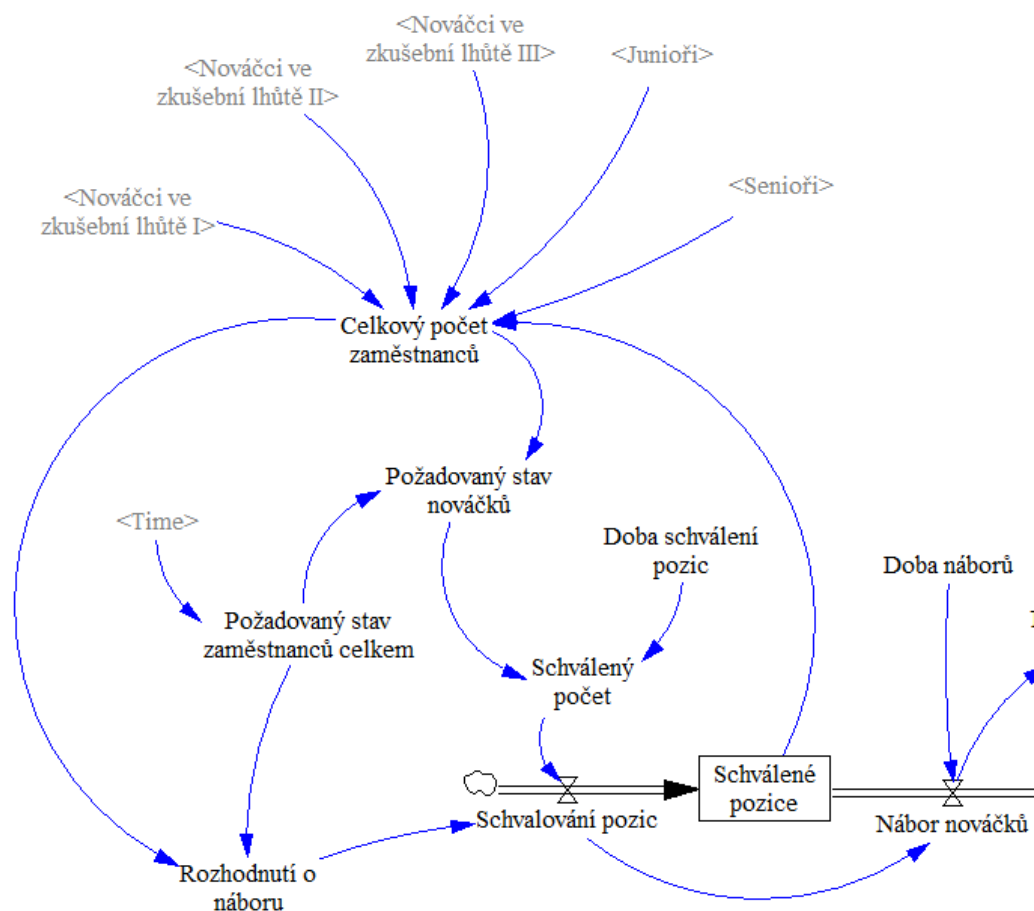 <Nováčci ve
zkušební lhůtě III>
<Junioři>
<Nováčci ve
zkušební lhůtě II>
<Senioři>
<Nováčci ve
zkušební lhůtě I>
Celkový počet
zaměstnanců
Požadovaný stav
nováčků
<Time>
Doba schválení
pozic
Doba náborů
Požadovaný stav
zaměstnanců celkem
Schválený
počet
Schválené
pozice
Schvalování pozic
Nábor nováčků
Rozhodnutí o
náboru